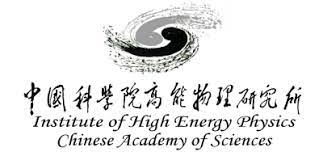 中国科学院高能物理研究所
Institute of High Energy Physics
Chinese Academy of Sciences